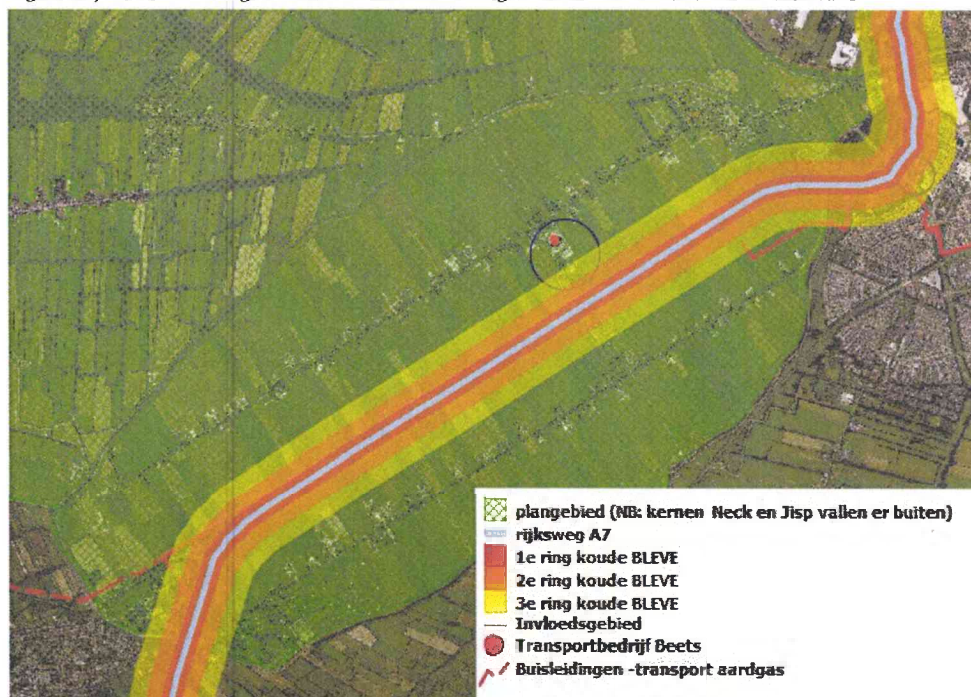 plangebied (NB: kernen Neck en Jisp vallen er buiten)
rijksweg A7
1e ring koude BLEVE
2e ring koude BLEVE
3e ring koude BLEVE
Invloedsgebied
Transportbedrijf Beets
Buisleidingen -transport aardgas